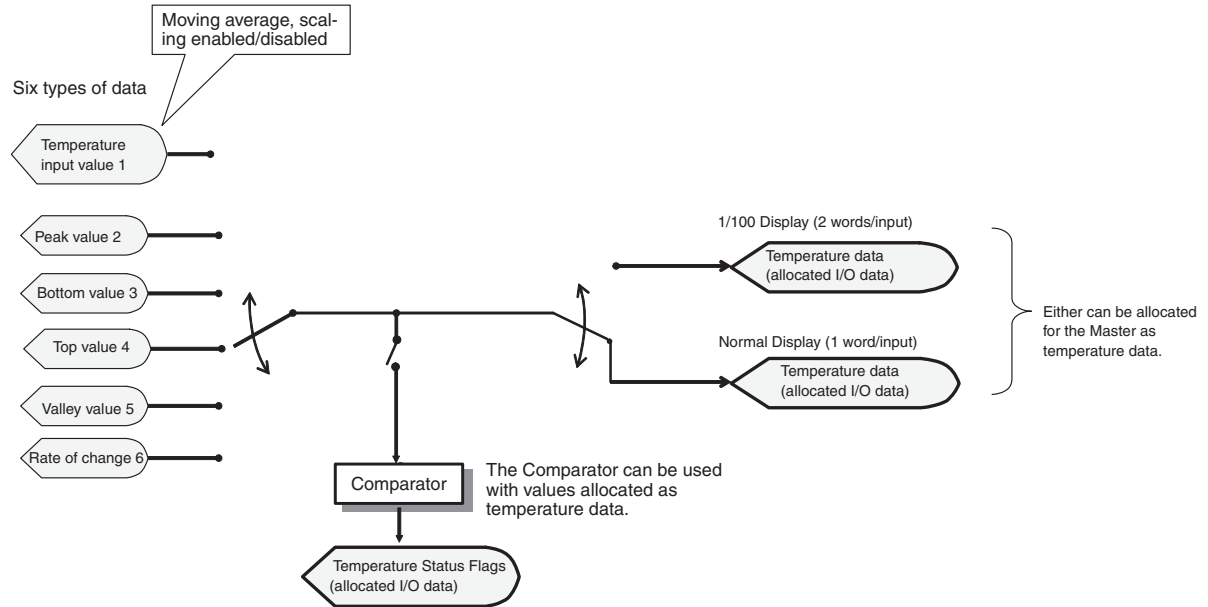 Moving average, scal-
ing enabled/disabled
Six types of data
Temperature
input value 1
Peak value 2
Bottom value 3
Top value 4
Valley value 5
Rate of change 6
1/100 Display (2 words/input)
Temperature data
(allocated I/O data)
Normal Display (1 word/input)
Temperature data
(allocated I/O data)
Either can be allocated
for the Master as
temperature data.
Comparator
The Comparator can be used
with values allocated as
temperature data.
Temperature Status Flags
(allocated I/O data)